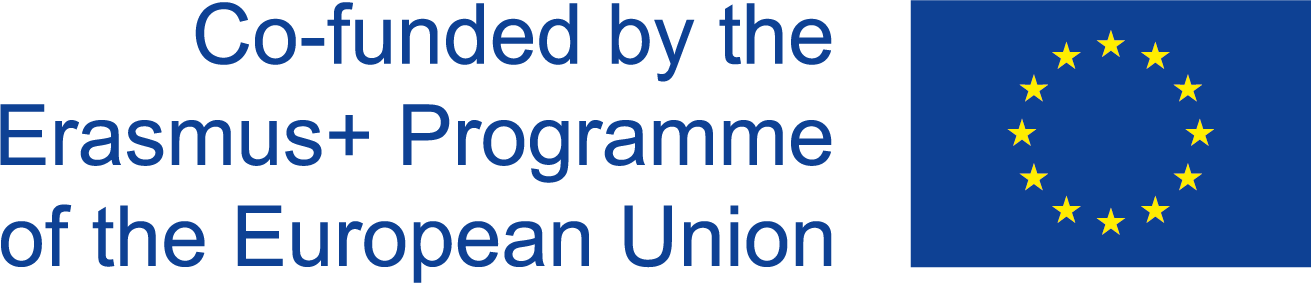 Co-funded by the
Erasmus+ Programme
of the European Union